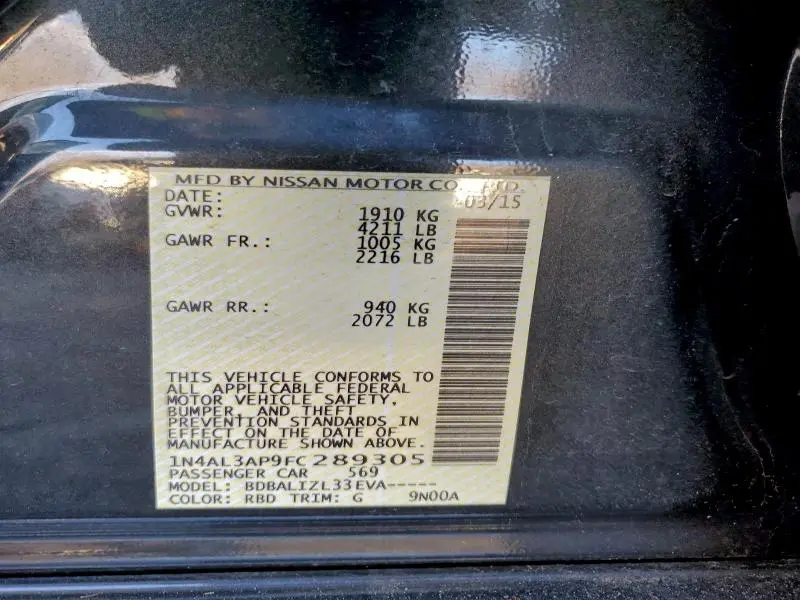 MFD BY NISSAN MOTOR CO., LTD.
DATE: 03/15
GVWR: 1910 KG
4211 LB
GAWR FR.: 1005 KG
2216 LB
GAWR RR.: 940 KG
2072 LB
THIS VEHICLE CONFORMS TO
ALL APPLICABLE FEDERAL
MOTOR VEHICLE SAFETY,
BUMPER, AND THEFT
PREVENTION STANDARDS IN
EFFECT ON THE DATE OF
MANUFACTURE SHOWN ABOVE.
1N4AL3AP9FC289305
PASSENGER CAR 569
MODEL: BDBALIZL33EVA-----
COLOR: RBD TRIM: G 9N00A